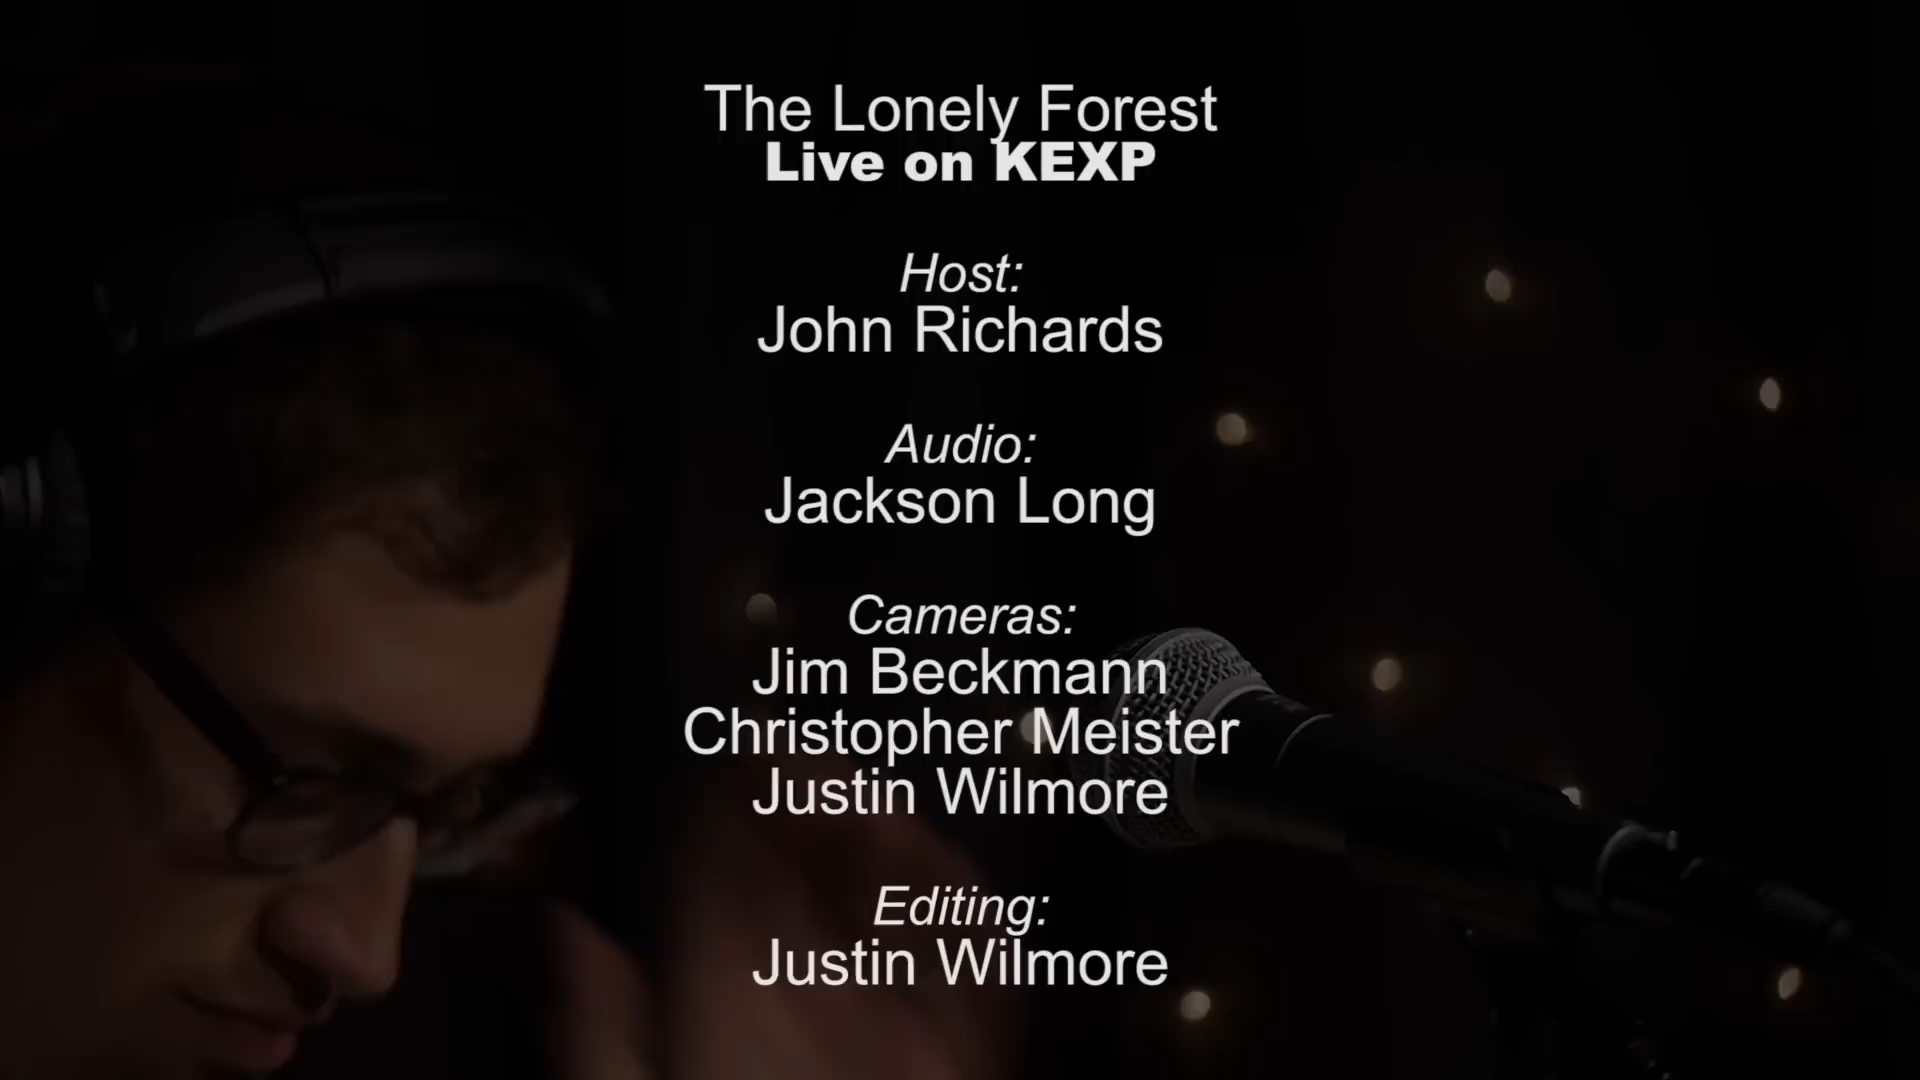 The Lonely Forest
Live on KEXP
Host:
John Richards
Audio:
Jackson Long
Cameras:
Jim Beckmann
Christopher Meister
Justin Wilmore
Editing:
Justin Wilmore